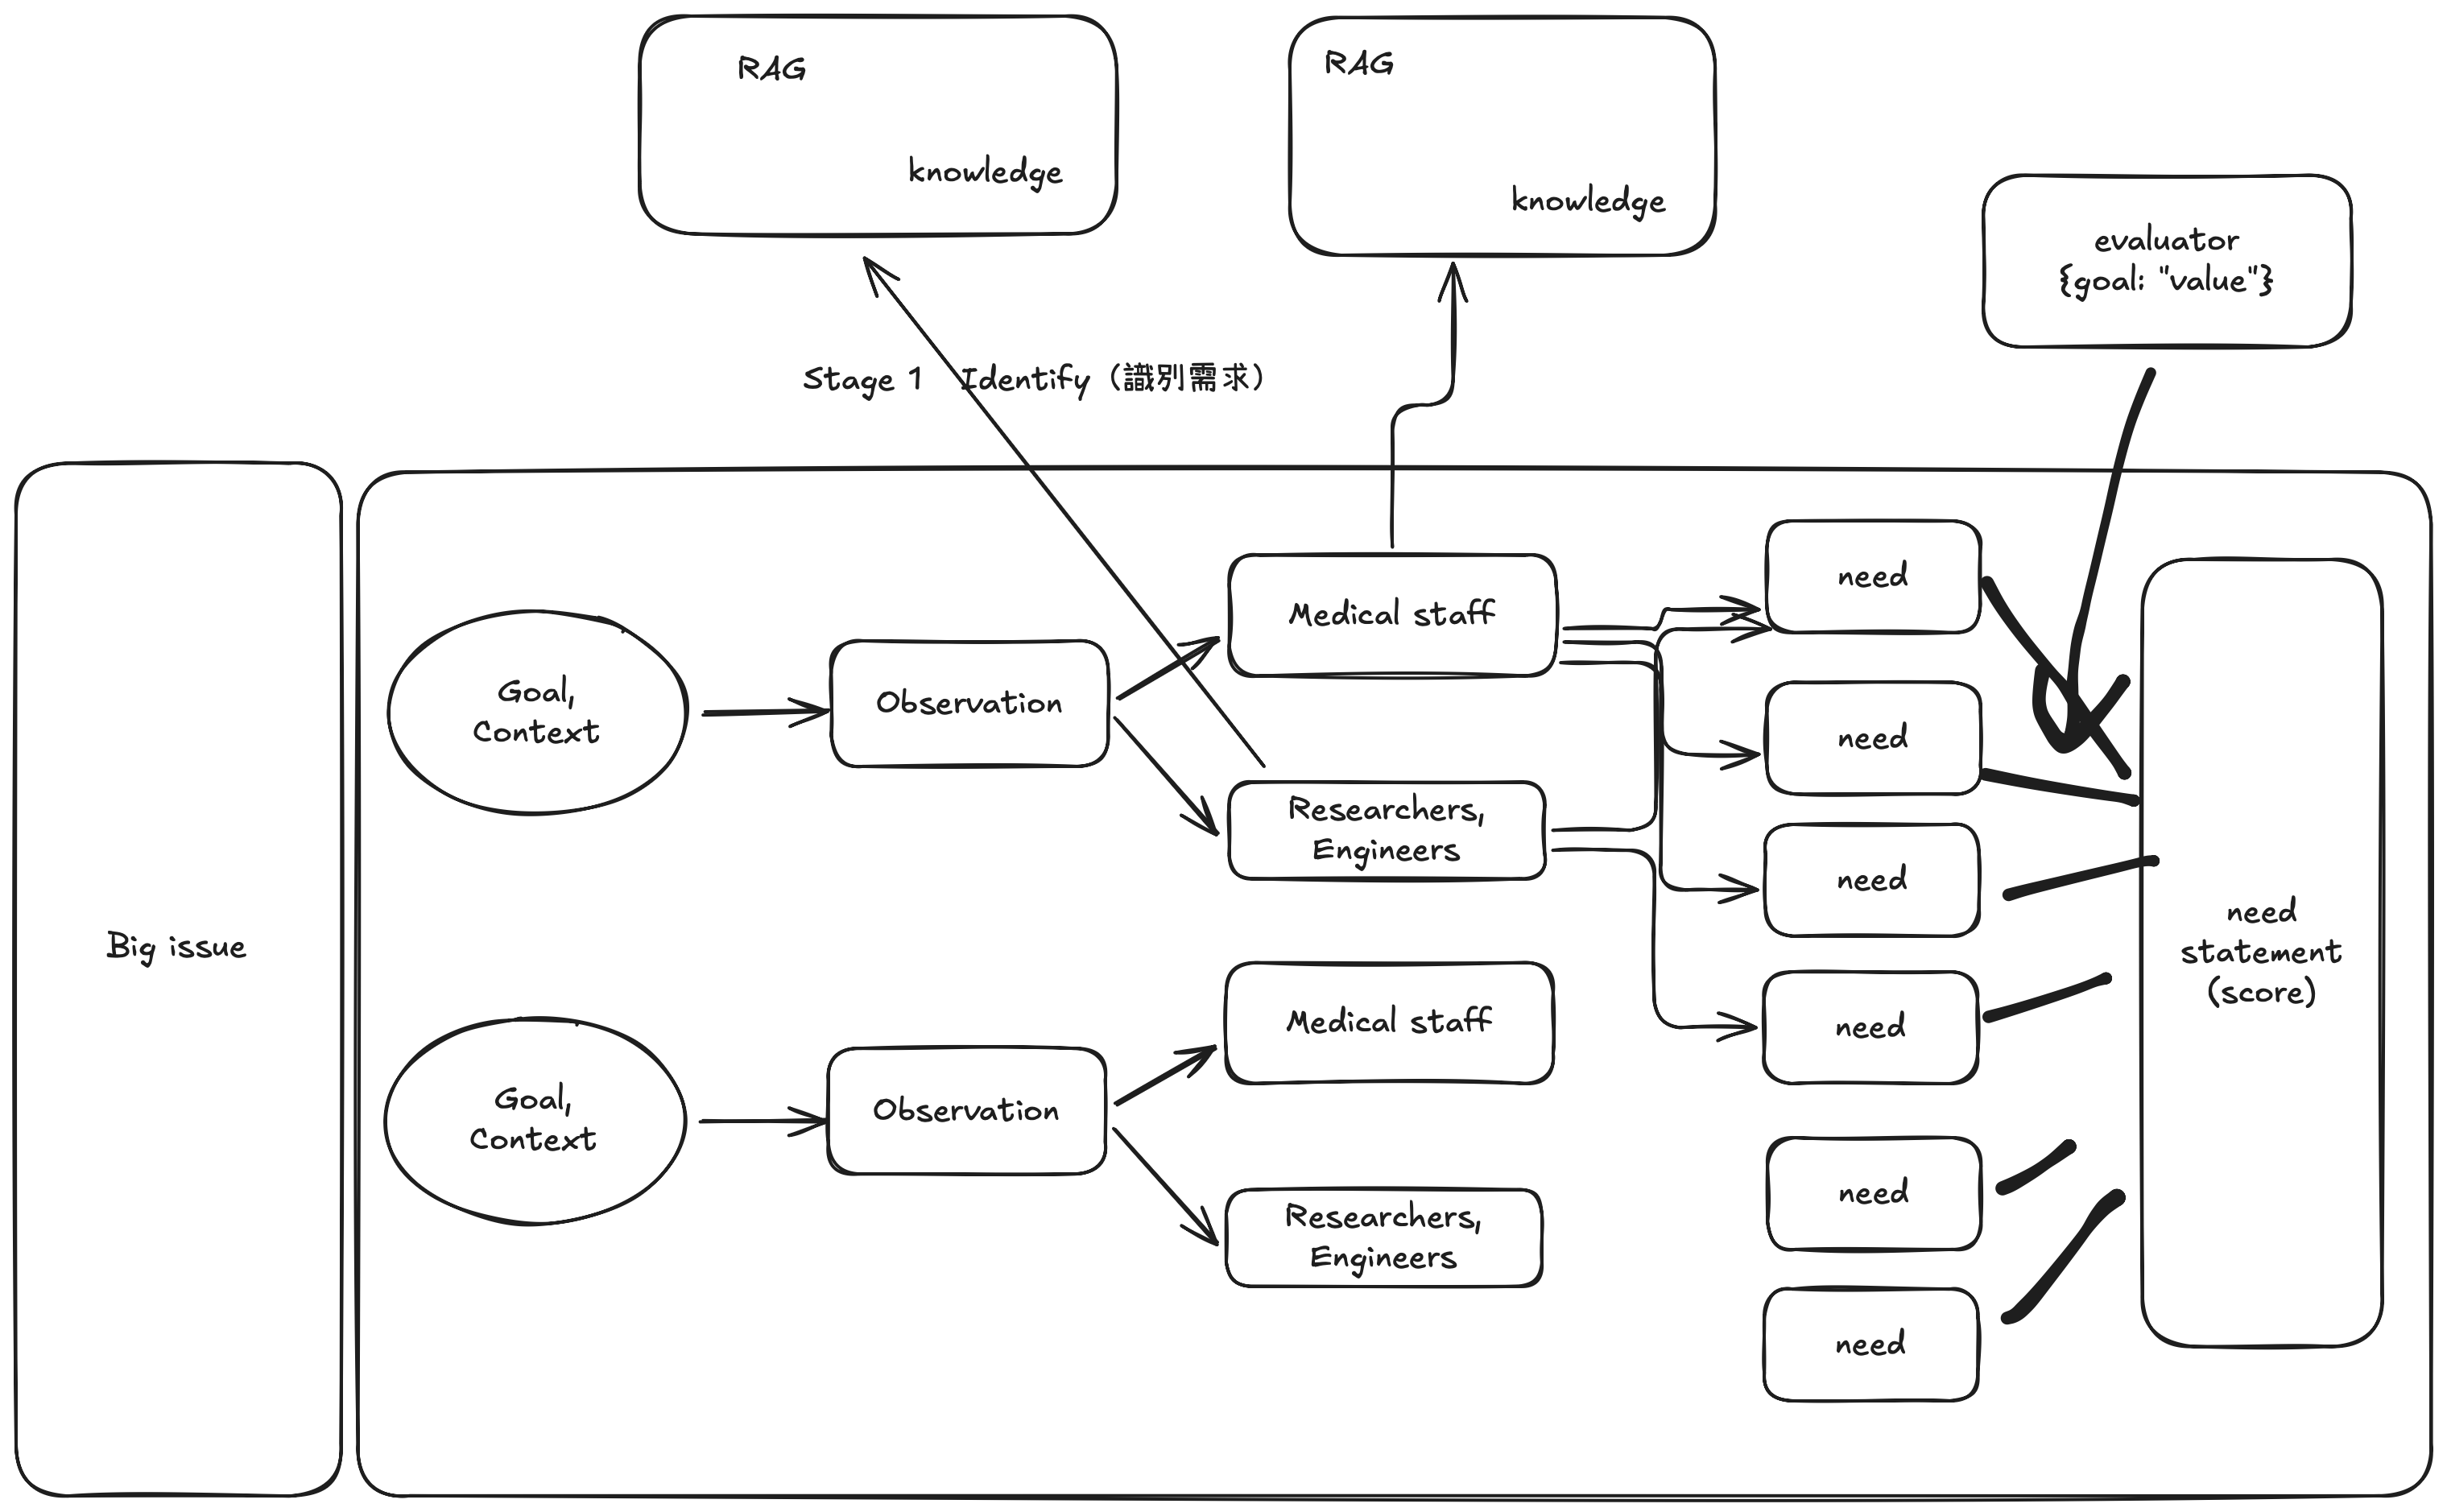 RAG
knowledge
RAG
knowledge
evaluator
{goal: "value"}
Stage 1 Identify（識別需求）
Big issue
Goal,
Context
Observation
Medical staff
Researchers,
Engineers
Goal,
Context
Observation
Medical staff
Researchers,
Engineers
need
need
need
need
need
need
need
statement
(score)